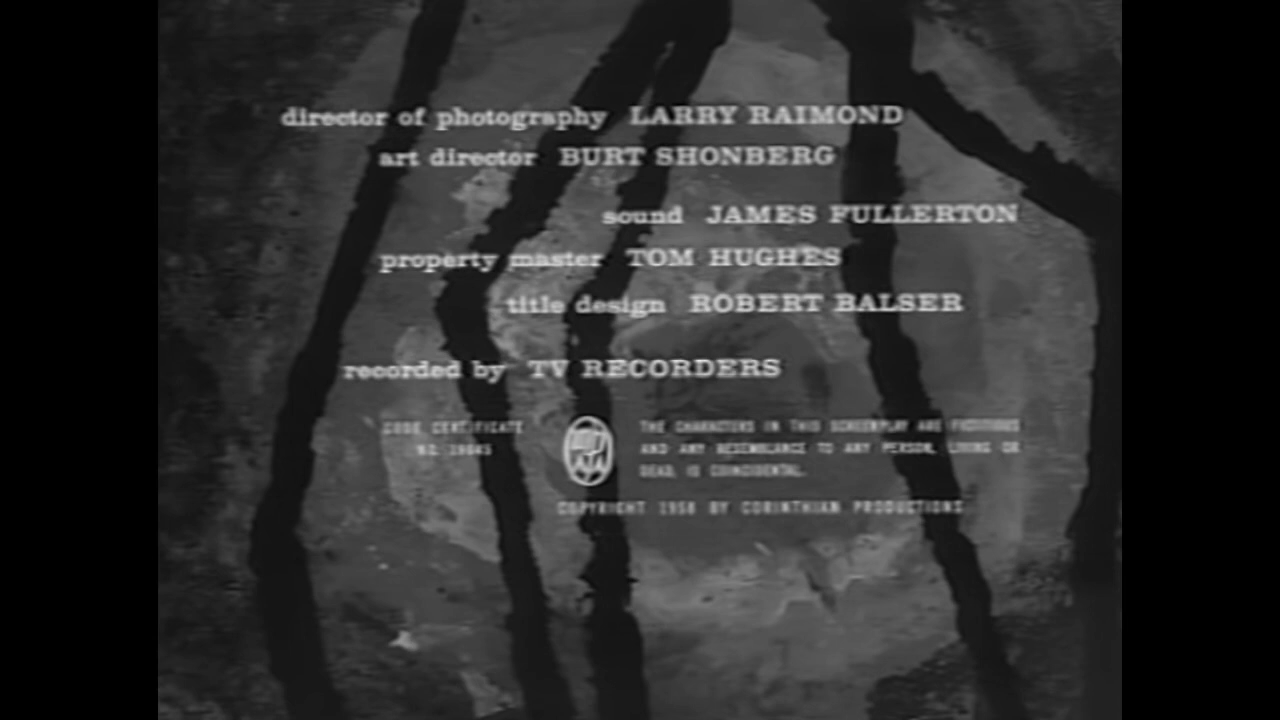 director of photography LARRY RAIMOND
art director BURT SHONBERG
sound JAMES FULLERTON
property master TOM HUGHES
title design ROBERT BALSER
recorded by TV RECORDERS
CODE CERTIFICATE
NO.
THE CHARACTERS IN THIS SCREENPLAY ARE FICTITIOUS
AND ANY RESEMBLANCE TO ANY PERSON, LIVING OR
DEAD, IS COINCIDENTAL.
COPYRIGHT 1958 BY CORINTHIAN PRODUCTIONS